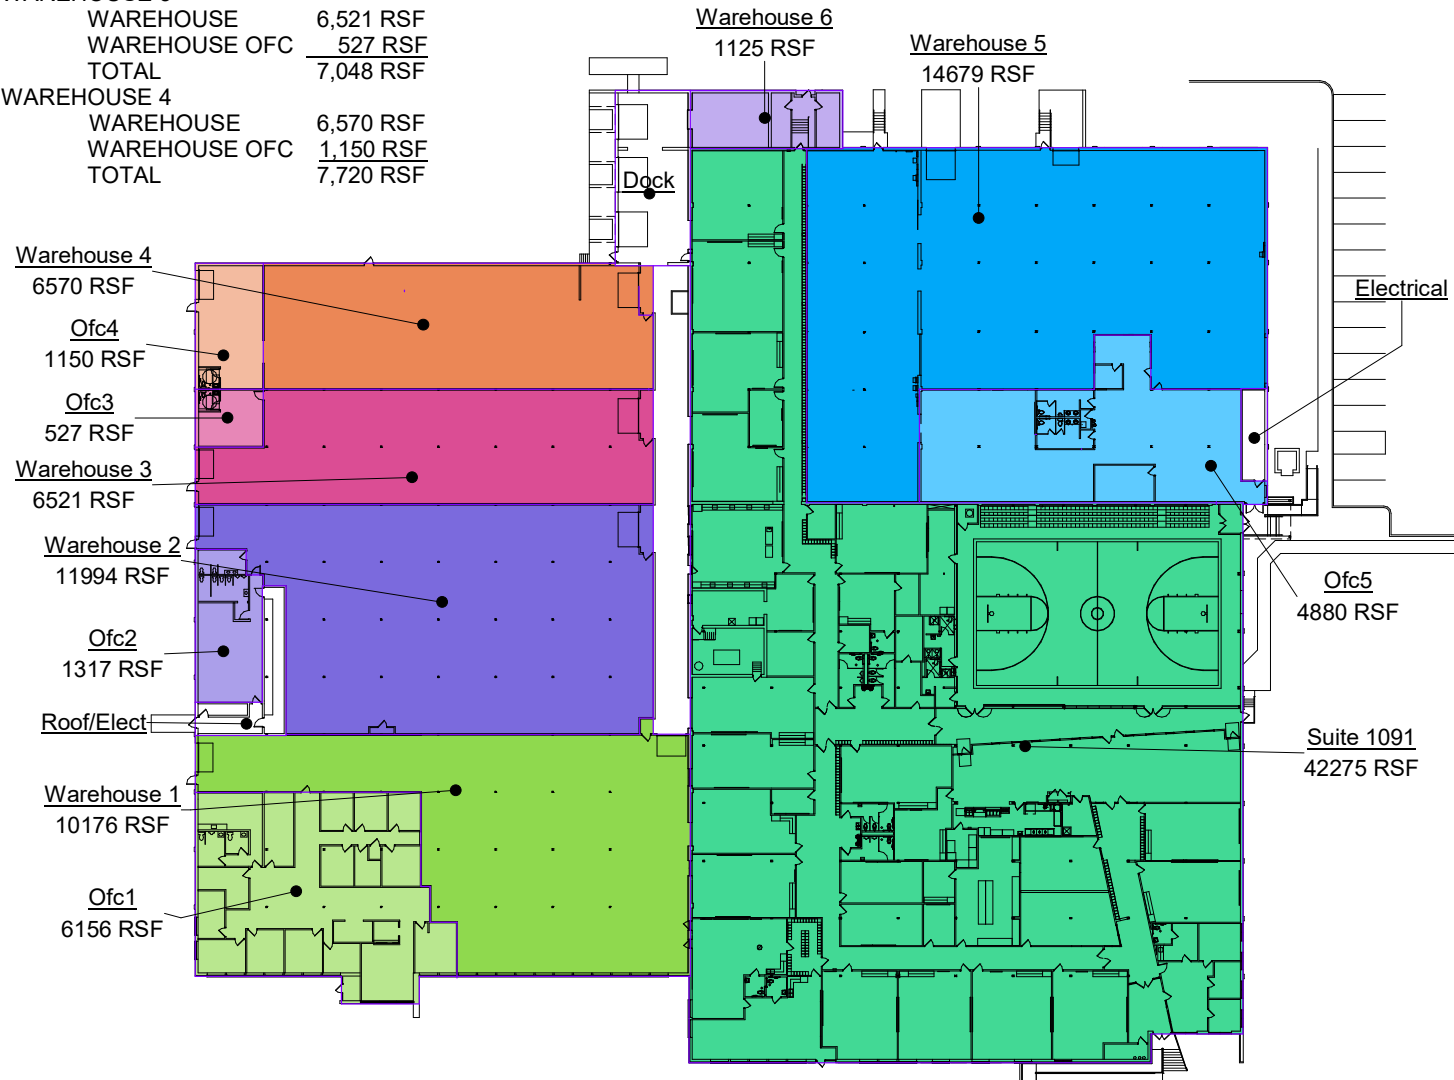 WAREHOUSE 3
WAREHOUSE 6,521 RSF
WAREHOUSE OFC 527 RSF
TOTAL 7,048 RSF
WAREHOUSE 4
WAREHOUSE 6,570 RSF
WAREHOUSE OFC 1,150 RSF
TOTAL 7,720 RSF
Warehouse 6
1125 RSF
Warehouse 5
14679 RSF
Dock
Warehouse 4
6570 RSF
Ofc4
1150 RSF
Ofc3
527 RSF
Warehouse 3
6521 RSF
Warehouse 2
11994 RSF
Ofc2
1317 RSF
Roof/Elect
Warehouse 1
10176 RSF
Ofc1
6156 RSF
Electrical
Ofc5
4880 RSF
Suite 1091
42275 RSF